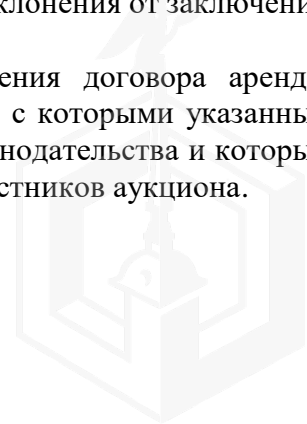 клонения от заключени
ения договора аренд
с которыми указанны
нодательства и которы
стников аукциона.